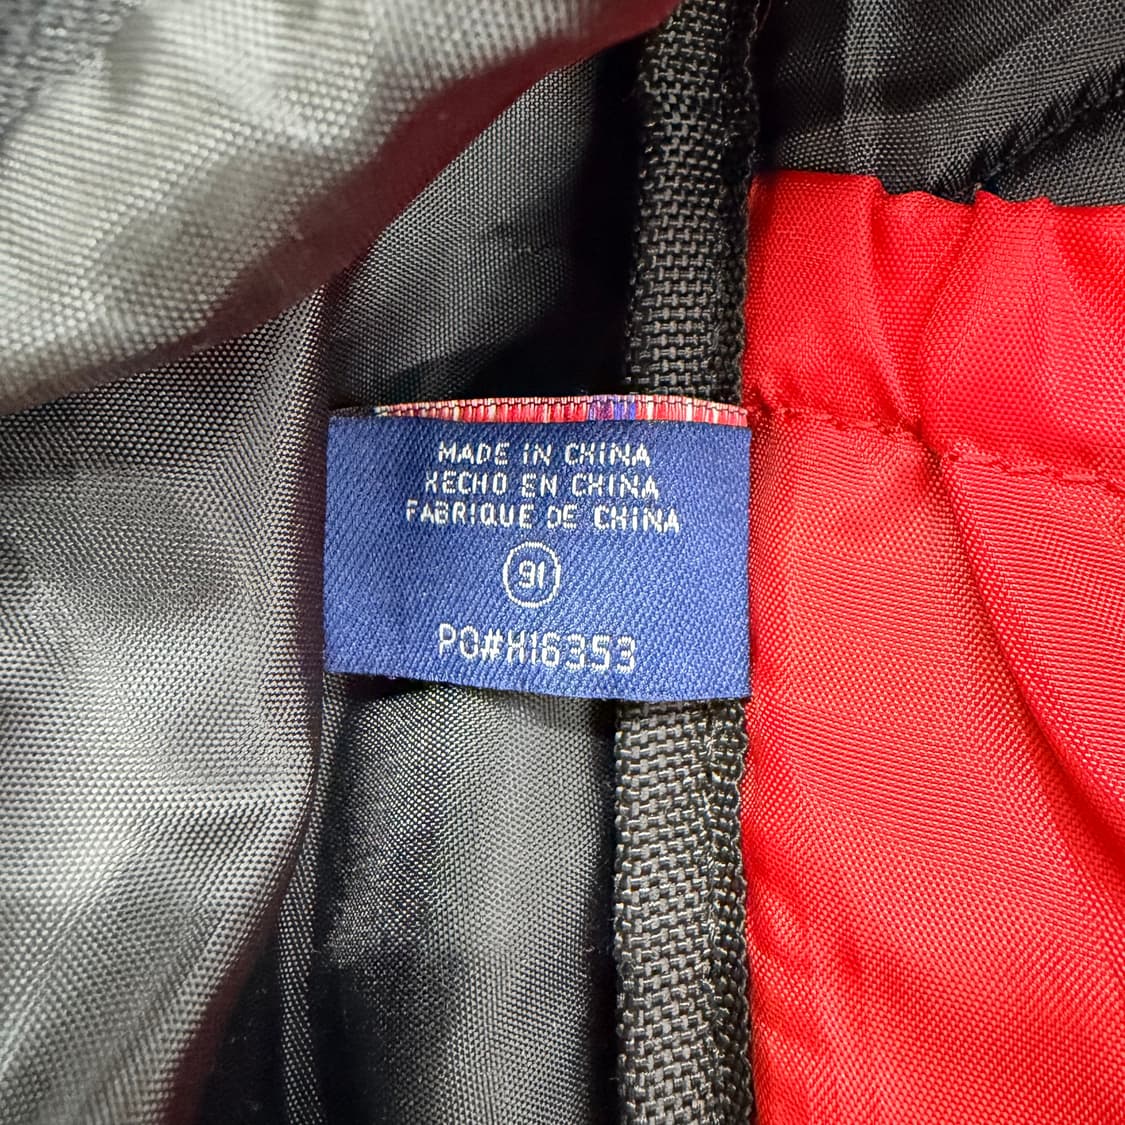 MADE IN CHINA
HECHO EN CHINA
FABRIQUE DE CHINA
91
PO#H16353